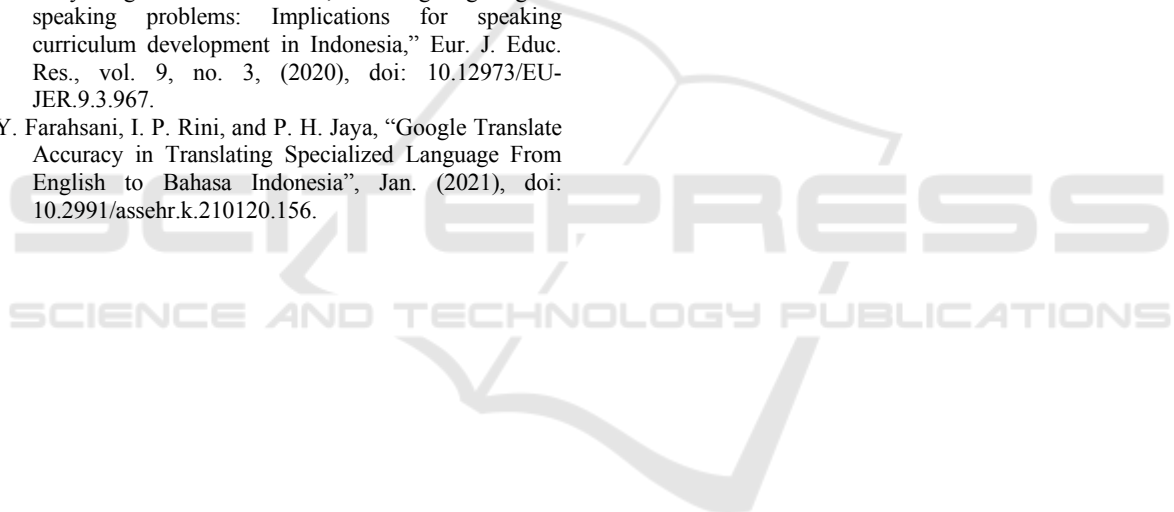 speaking problems: Implications for speaking
curriculum development in Indonesia,” Eur. J. Educ.
Res., vol. 9, no. 3, (2020), doi: 10.12973/EU-
JER.9.3.967.
Y. Farahsani, I. P. Rini, and P. H. Jaya, “Google Translate
Accuracy in Translating Specialized Language From
English to Bahasa Indonesia”, Jan. (2021), doi:
10.2991/assehr.k.210120.156.
SCITEPRESS
SCIENCE AND TECHNOLOGY PUBLICATIONS